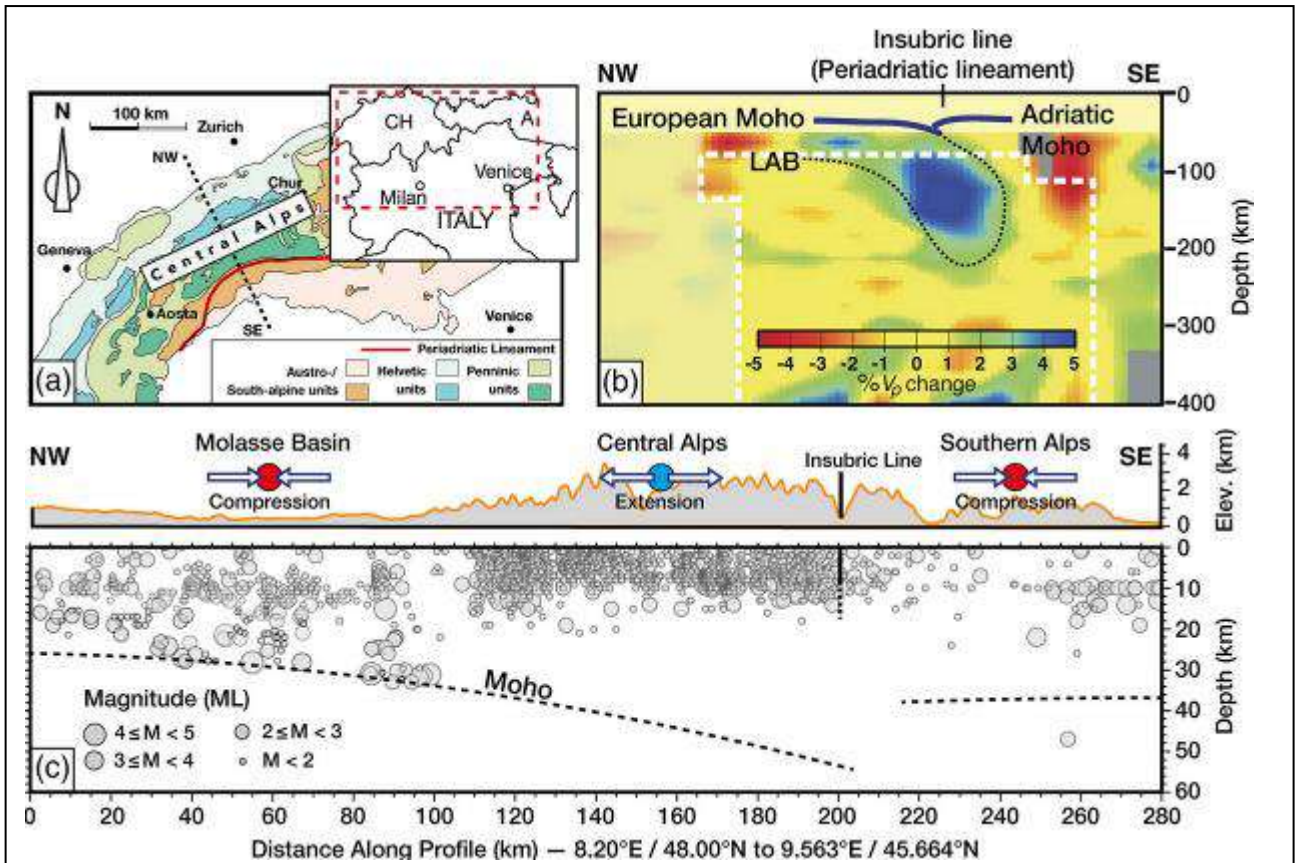 N
100 km
Zurich
NW
Chur
Central Alps
Geneva
Aosta
SE
Venice
CH
A
Milan
Venice
ITALY
Periadriatic Lineament
Austro-/ Helvetic Penninic
South-alpine units units units
(a)
Insubric line
(Periadriatic lineament)
NW SE
European Moho Adriatic
Moho
LAB
0
100
200
300
400
Depth (km)
-5 -4 -3 -2 -1 0 1 2 3 4 5
% Vp change
(b)
NW Molasse Basin Central Alps Insubric Line Southern Alps SE
Compression Extension Compression
4
2
0
Elev. (km)
0
10
20
30
40
50
60
Depth (km)
Moho
Magnitude (ML)
4 ≤ M < 5 2 ≤ M < 3
3 ≤ M < 4 M < 2
(c)
0 20 40 60 80 100 120 140 160 180 200 220 240 260 280
Distance Along Profile (km) — 8.20°E / 48.00°N to 9.563°E / 45.664°N